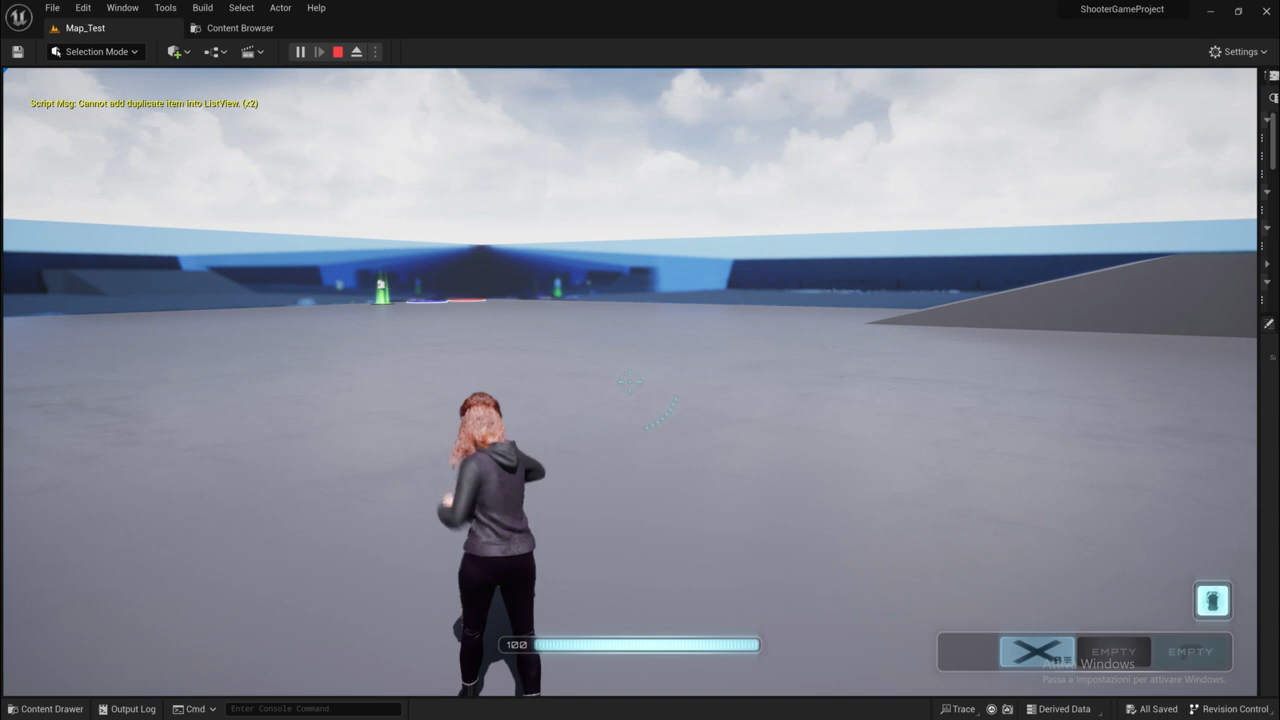 File Edit Window Tools Build Select Actor Help
ShooterGameProject
Map_Test
Content Browser
Selection Mode
Settings
Script Msg: Cannot add duplicate item into ListView. (x2)
100
EMPTY
EMPTY
Attiva Windows
Passa a Impostazioni per attivare Windows.
Content Drawer
Output Log
Cmd
Enter Console Command
Trace
Derived Data
All Saved
Revision Control